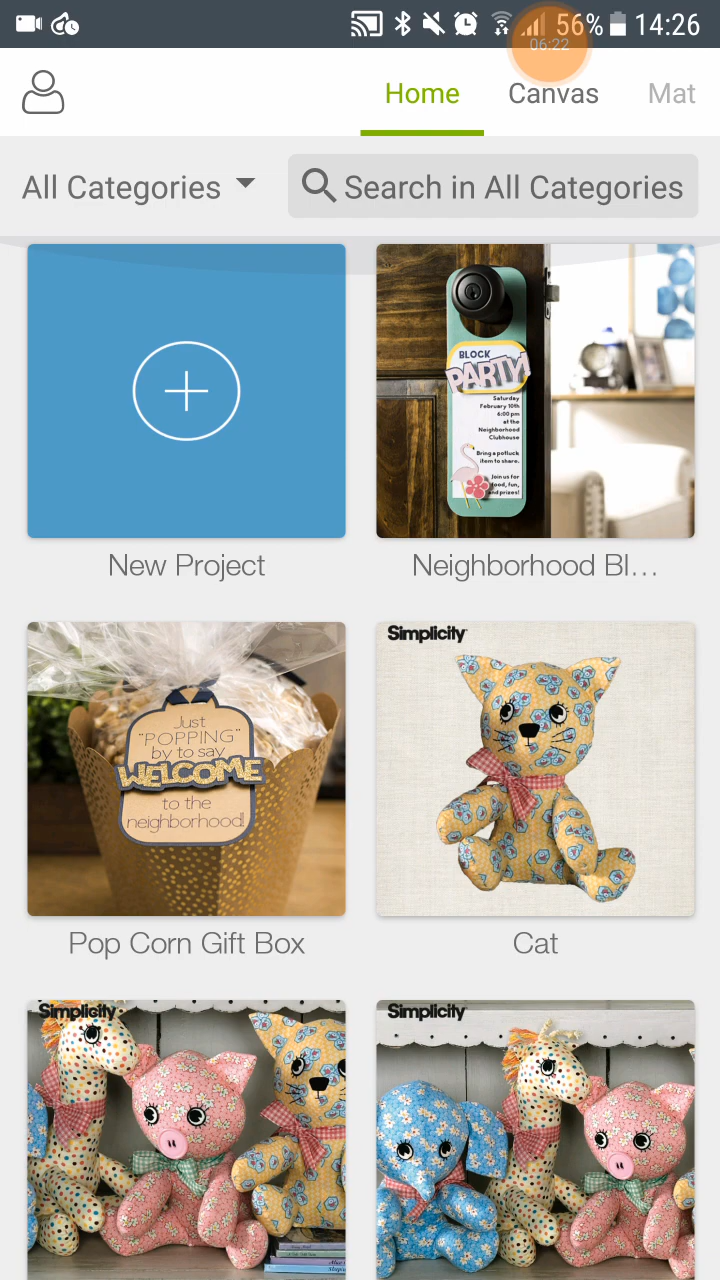 56% 14:26
06:22
Home Canvas Mat
All Categories Search in All Categories
BLOCK
PARTY!
Saturday
February 10th
6:00 pm
at the
Neighborhood
Clubhouse
Bring a potluck
item to share.
Join us for
food, fun,
and prizes!
New Project
Neighborhood Bl...
Just
"POPPING"
by to say
WELCOME
to the
neighborhood!
Simplicity
Pop Corn Gift Box
Cat
Simplicity
Simplicity